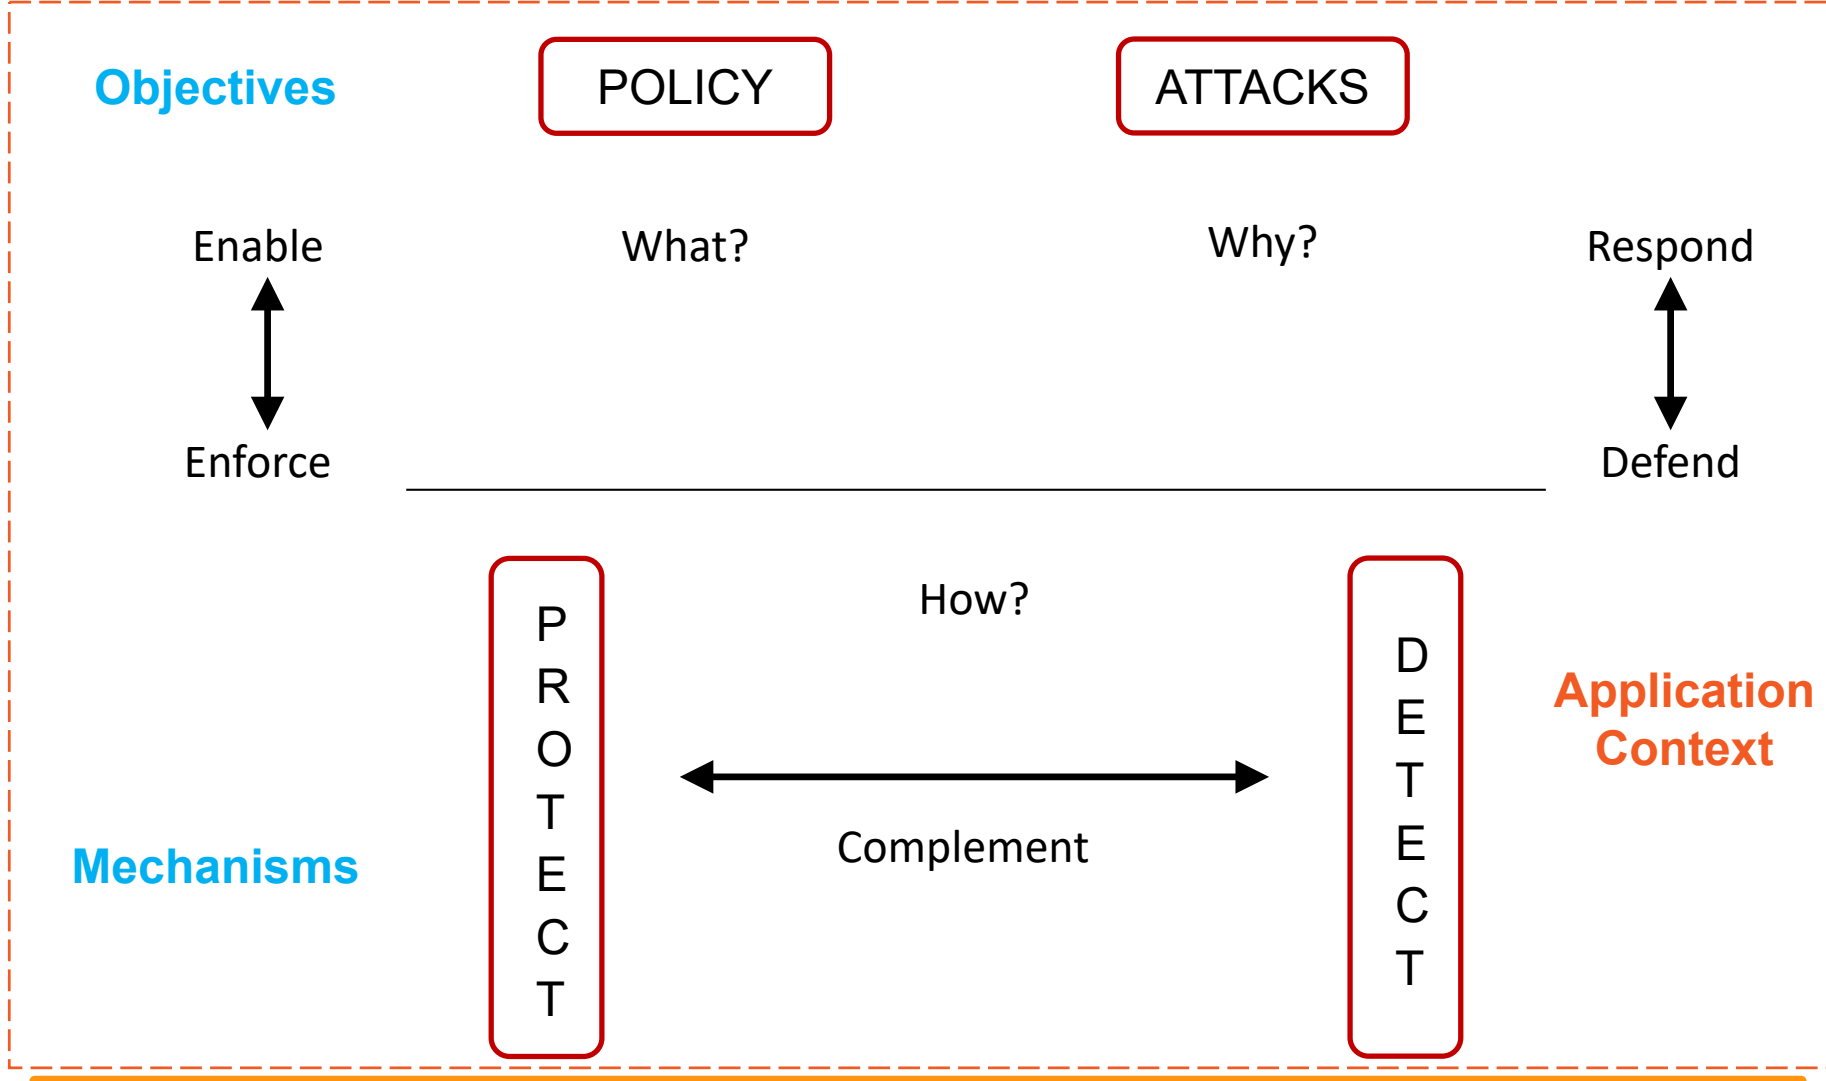 Objectives
POLICY
ATTACKS
Enable
What?
Why?
Respond
Enforce
Defend
How?
P
R
O
T
E
C
T
D
E
T
E
C
T
Application
Context
Complement
Mechanisms